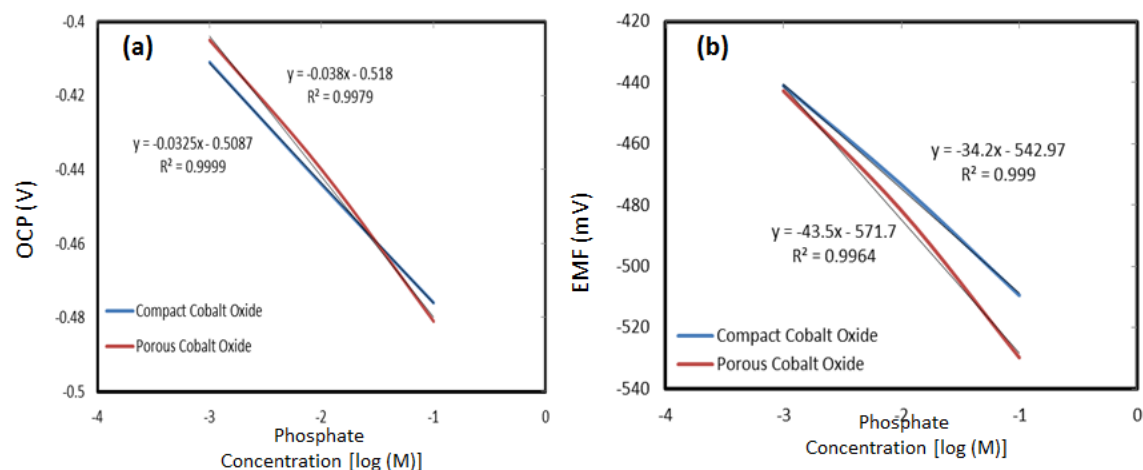 (a)
OCP (V)
-0.4
-0.42
-0.44
-0.46
-0.48
-0.5
y = -0.038x - 0.518
R² = 0.9979
y = -0.0325x - 0.5087
R² = 0.9999
Compact Cobalt Oxide
Porous Cobalt Oxide
-4 -3 -2 -1 0
Phosphate
Concentration [log (M)]
(b)
EMF (mV)
-420
-440
-460
-480
-500
-520
-540
y = -34.2x - 542.97
R² = 0.999
y = -43.5x - 571.7
R² = 0.9964
Compact Cobalt Oxide
Porous Cobalt Oxide
-4 -3 -2 -1 0
Phosphate
Concentration [log (M)]